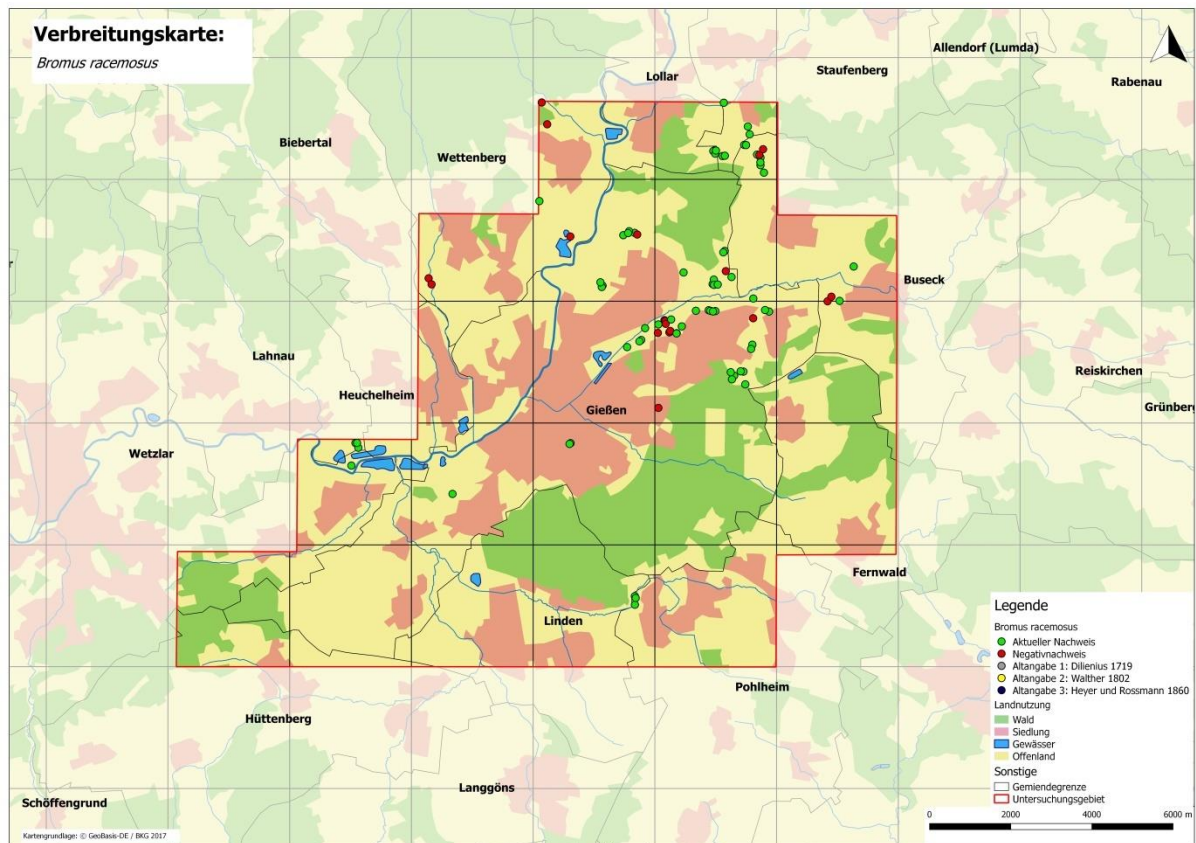 Verbreitungskarte:
Bromus racemosus
Allendorf (Lumda)
Staufenberg
Lollar
Rabenau
Biebertal
Wettenberg
Buseck
Lahnau
Reiskirchen
Heuchelheim
Gießen
Grünberg
Wetzlar
Fernwald
Linden
Pohlheim
Hüttenberg
Langgöns
Schöffengrund
Legende
Bromus racemosus
Aktueller Nachweis
Negativnachweis
Altangabe 1: Dilienius 1719
Altangabe 2: Walther 1802
Altangabe 3: Heyer und Rossmann 1860
Landnutzung
Wald
Siedlung
Gewässer
Offenland
Sonstige
Gemiendegrenze
Untersuchungsgebiet
0 2000 4000 6000 m
Kartengrundlage: © GeoBasis-DE / BKG 2017